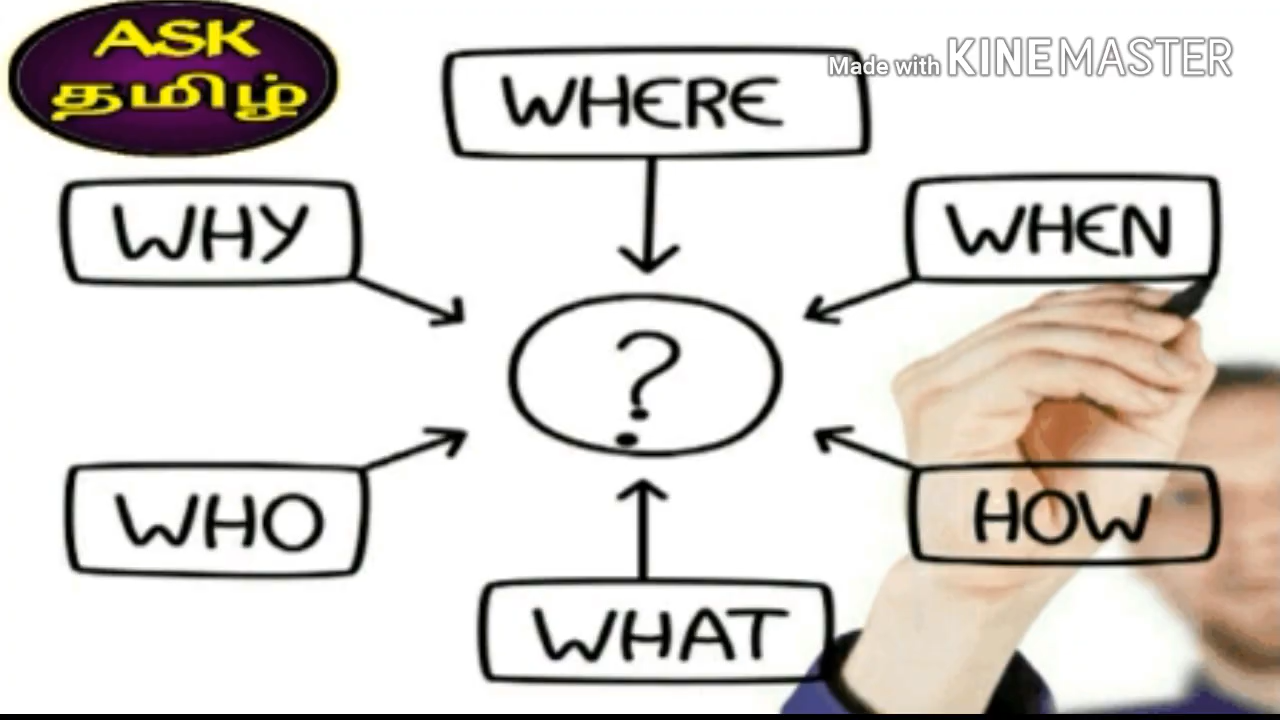 ASK
தமிழ்
Made with KINEMASTER
WHERE
WHY
WHEN
?
WHO
HOW
WHAT